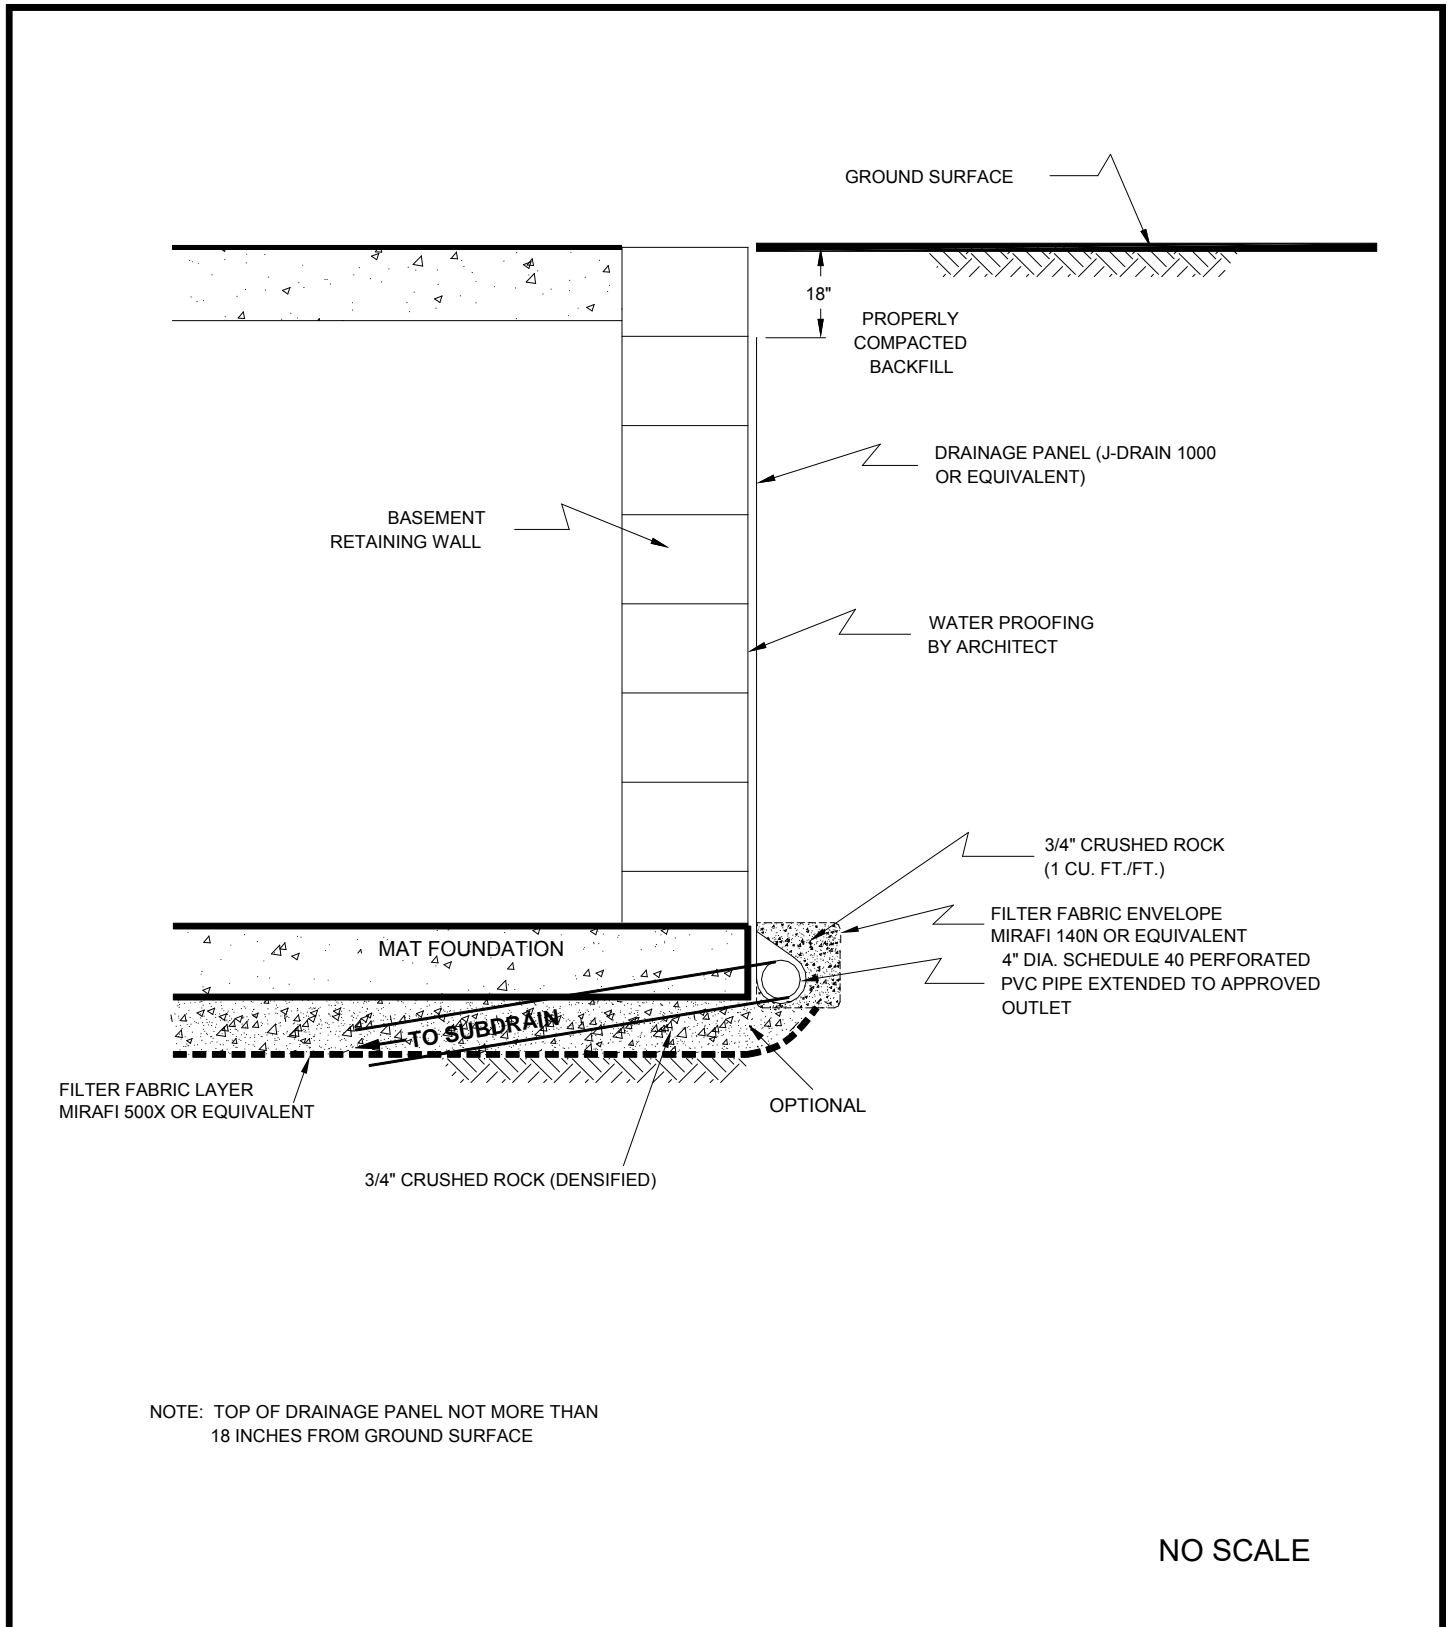 GROUND SURFACE
18"
PROPERLY
COMPACTED
BACKFILL
DRAINAGE PANEL (J-DRAIN 1000
OR EQUIVALENT)
BASEMENT
RETAINING WALL
WATER PROOFING
BY ARCHITECT
3/4" CRUSHED ROCK
(1 CU. FT./FT.)
FILTER FABRIC ENVELOPE
MIRAFI 140N OR EQUIVALENT
4" DIA. SCHEDULE 40 PERFORATED
PVC PIPE EXTENDED TO APPROVED
OUTLET
MAT FOUNDATION
TO SUBDRAIN
FILTER FABRIC LAYER
MIRAFI 500X OR EQUIVALENT
OPTIONAL
3/4" CRUSHED ROCK (DENSIFIED)
NOTE: TOP OF DRAINAGE PANEL NOT MORE THAN
18 INCHES FROM GROUND SURFACE
NO SCALE